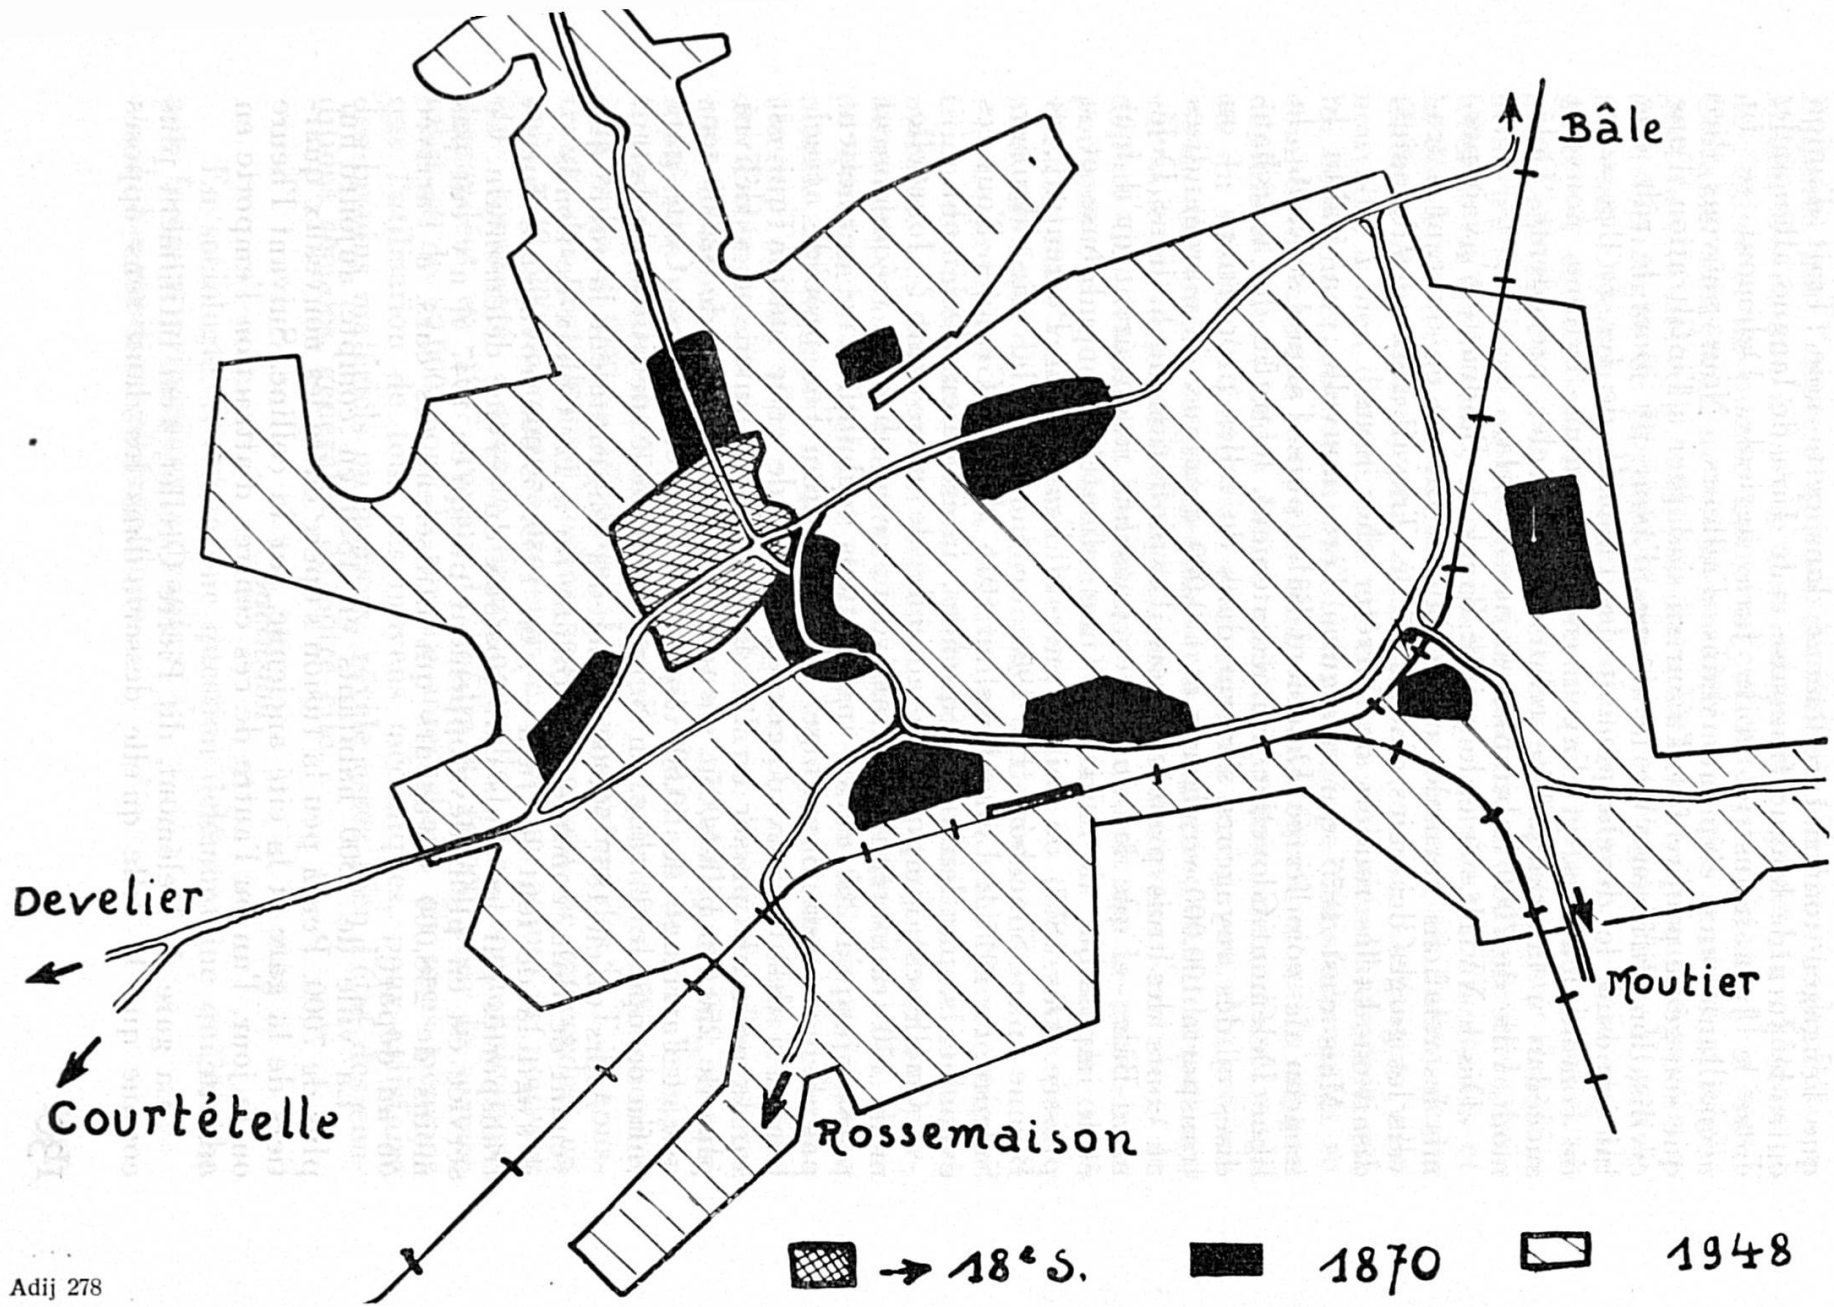 Bâle
Develier
Moutier
Courtételle
Rossemaison
→ 18e S.
1870
1948
Adij 278